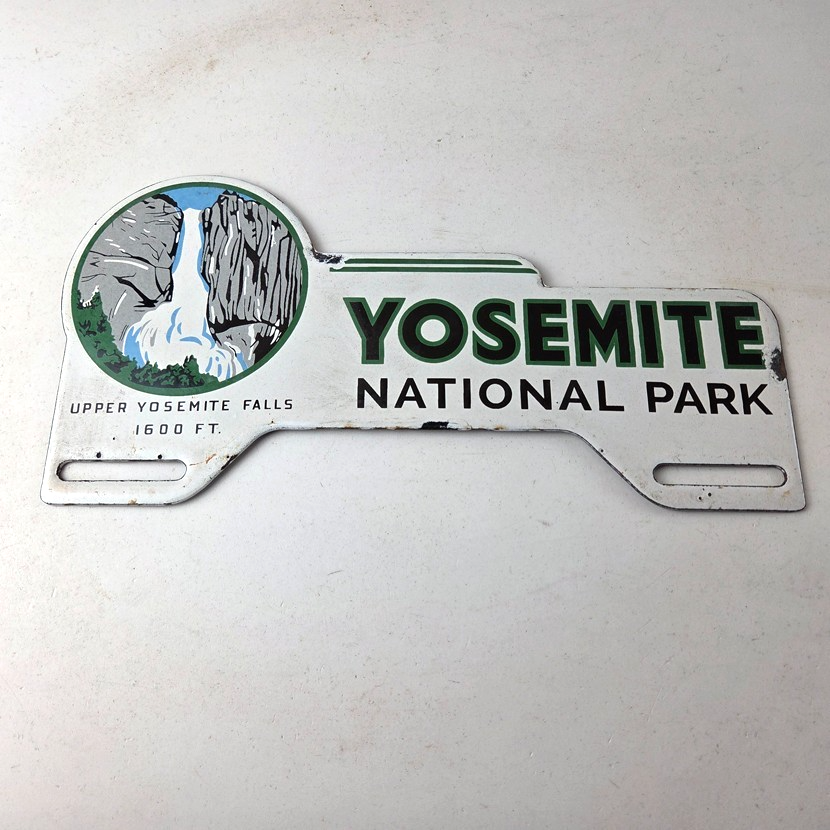 UPPER YOSEMITE FALLS
1600 FT.
YOSEMITE
NATIONAL PARK